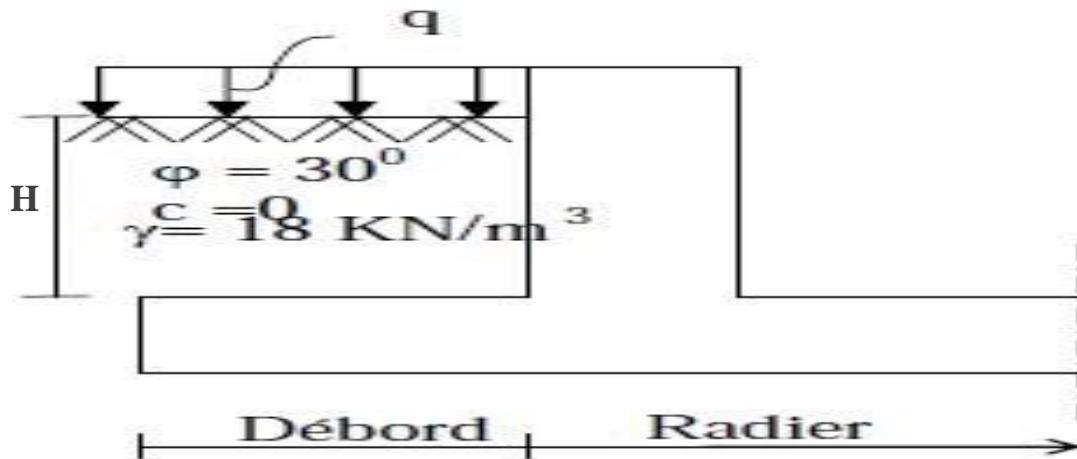 q
φ = 30⁰
H
c =0
γ= 18 KN/m³
Débord
Radier